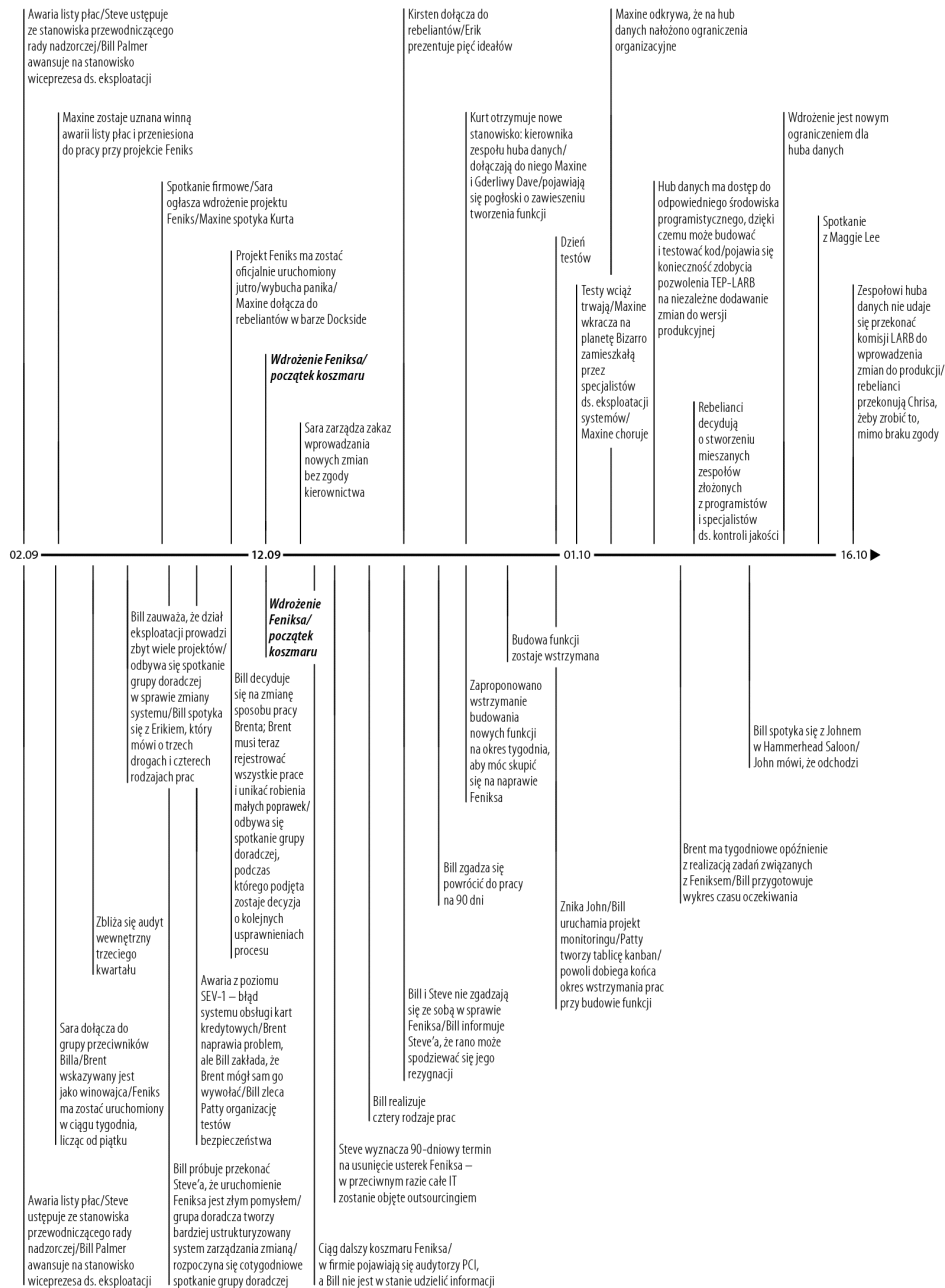 Awaria listy płac/Steve ustępuje
ze stanowiska przewodniczącego
rady nadzorczej/Bill Palmer
awansuje na stanowisko
wiceprezesa ds. eksploatacji
Maxine zostaje uznana winną
awarii listy płac i przeniesiona
do pracy przy projekcie Feniks
Spotkanie firmowe/Sara
ogłasza wdrożenie projektu
Feniks/Maxine spotyka Kurta
Projekt Feniks ma zostać
oficjalnie uruchomiony
jutro/wybucha panika/
Maxine dołącza do
rebeliantów w barze Dockside
Wdrożenie Feniksa/
początek koszmaru
Sara zarządza zakaz
wprowadzania
nowych zmian
bez zgody
kierownictwa
Kirsten dołącza do
rebeliantów/Erik
prezentuje pięć ideałów
Kurt otrzymuje nowe
stanowisko: kierownika
zespołu huba danych/
dołączają do niego Maxine
i Gderliwy Dave/pojawiają
się pogłoski o zawieszeniu
tworzenia funkcji
Dzień
testów
Testy wciąż
trwają/Maxine
wkracza na
planetę Bizarro
zamieszkałą
przez
specjalistów
ds. eksploatacji
systemów/
Maxine choruje
Maxine odkrywa, że na hub
danych nałożono ograniczenia
organizacyjne
Hub danych ma dostęp do
odpowiedniego środowiska
programistycznego, dzięki
czemu może budować
i testować kod/pojawia się
konieczność zdobycia
pozwolenia TEP-LARB
na niezależne dodawanie
zmian do wersji
produkcyjnej
Rebelianci
decydują
o stworzeniu
mieszanych
zespołów
złożonych
z programistów
i specjalistów
ds. kontroli jakości
Wdrożenie jest nowym
ograniczeniem dla
huba danych
Spotkanie
z Maggie Lee
Zespołowi huba
danych nie udaje
się przekonać
komisji LARB do
wprowadzenia
zmian do produkcji/
rebelianci
przekonują Chrisa,
żeby zrobić to,
mimo braku zgody
02.09 12.09 01.10 16.10
Awaria listy płac/Steve
ustępuje ze stanowiska
przewodniczącego rady
nadzorczej/Bill Palmer
awansuje na stanowisko
wiceprezesa ds. eksploatacji
Sara dołącza do
grupy przeciwników
Billa/Brent
wskazywany jest
jako winowajca/Feniks
ma zostać uruchomiony
w ciągu tygodnia,
licząc od piątku
Zbliża się audyt
wewnętrzny
trzeciego
kwartału
Bill zauważa, że dział
eksploatacji prowadzi
zbyt wiele projektów/
odbywa się spotkanie
grupy doradczej
w sprawie zmiany
systemu/Bill spotyka
się z Erikiem, który
mówi o trzech
drogach i czterech
rodzajach prac
Bill próbuje przekonać
Steve'a, że uruchomienie
Feniksa jest złym pomysłem/
grupa doradcza tworzy
bardziej ustrukturyzowany
system zarządzania zmianą/
rozpoczyna się cotygodniowe
spotkanie grupy doradczej
Awaria z poziomu
SEV-1 – błąd
systemu obsługi kart
kredytowych/Brent
naprawia problem,
ale Bill zakłada, że
Brent mógł sam go
wywołać/Bill zleca
Patty organizację
testów
bezpieczeństwa
Bill decyduje
się na zmianę
sposobu pracy
Brenta; Brent
musi teraz
rejestrować
wszystkie prace
i unikać robienia
małych poprawek/
odbywa się
spotkanie grupy
doradczej,
podczas
którego podjęta
zostaje decyzja
o kolejnych
usprawnieniach
procesu
Wdrożenie
Feniksa/
początek
koszmaru
Ciąg dalszy koszmaru Feniksa/
w firmie pojawiają się audytorzy PCI,
a Bill nie jest w stanie udzielić informacji
Steve wyznacza 90-dniowy termin
na usunięcie usterek Feniksa –
w przeciwnym razie całe IT
zostanie objęte outsourcingiem
Bill realizuje
cztery rodzaje prac
Bill i Steve nie zgadzają
się ze sobą w sprawie
Feniksa/Bill informuje
Steve'a, że rano może
spodziewać się jego
rezygnacji
Bill zgadza się
powrócić do pracy
na 90 dni
Zaproponowano
wstrzymanie
budowania
nowych funkcji
na okres tygodnia,
aby móc skupić
się na naprawie
Feniksa
Budowa funkcji
zostaje wstrzymana
Znika John/Bill
uruchamia projekt
monitoringu/Patty
tworzy tablicę kanban/
powoli dobiega końca
okres wstrzymania prac
przy budowie funkcji
Brent ma tygodniowe opóźnienie
z realizacją zadań związanych
z Feniksem/Bill przygotowuje
wykres czasu oczekiwania
Bill spotyka się z Johnem
w Hammerhead Saloon/
John mówi, że odchodzi